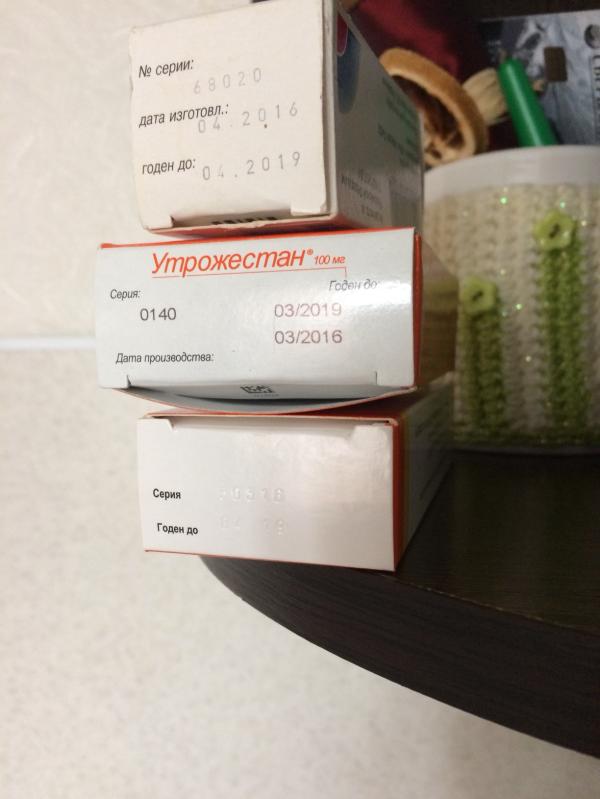 № серии:
68020
дата изготовл.:
04.2016
годен до:
04.2019
Утрожестан® 100 мг
Серия:
Годен до:
0140
03/2019
03/2016
Дата производства:
Серия
Годен до